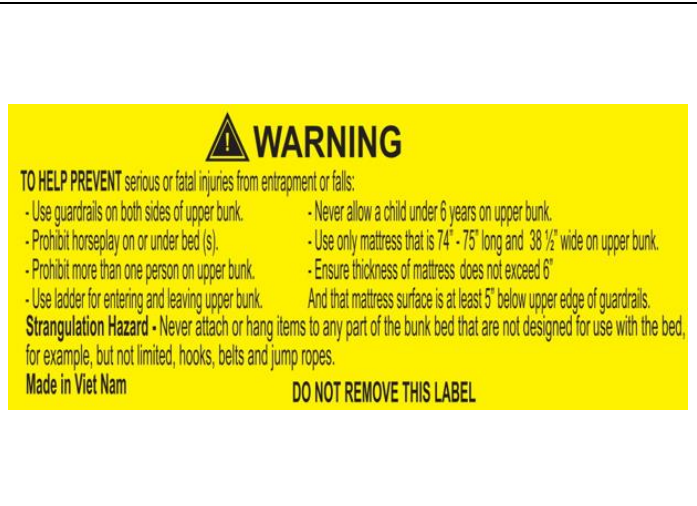 WARNING
TO HELP PREVENT serious or fatal injuries from entrapment or falls:
- Use guardrails on both sides of upper bunk.
- Prohibit horseplay on or under bed (s).
- Prohibit more than one person on upper bunk.
- Use ladder for entering and leaving upper bunk.
- Never allow a child under 6 years on upper bunk.
- Use only mattress that is 74” - 75” long and 38 ½” wide on upper bunk.
- Ensure thickness of mattress does not exceed 6”
And that mattress surface is at least 5” below upper edge of guardrails.
Strangulation Hazard - Never attach or hang items to any part of the bunk bed that are not designed for use with the bed,
for example, but not limited, hooks, belts and jump ropes.
Made in Viet Nam
DO NOT REMOVE THIS LABEL